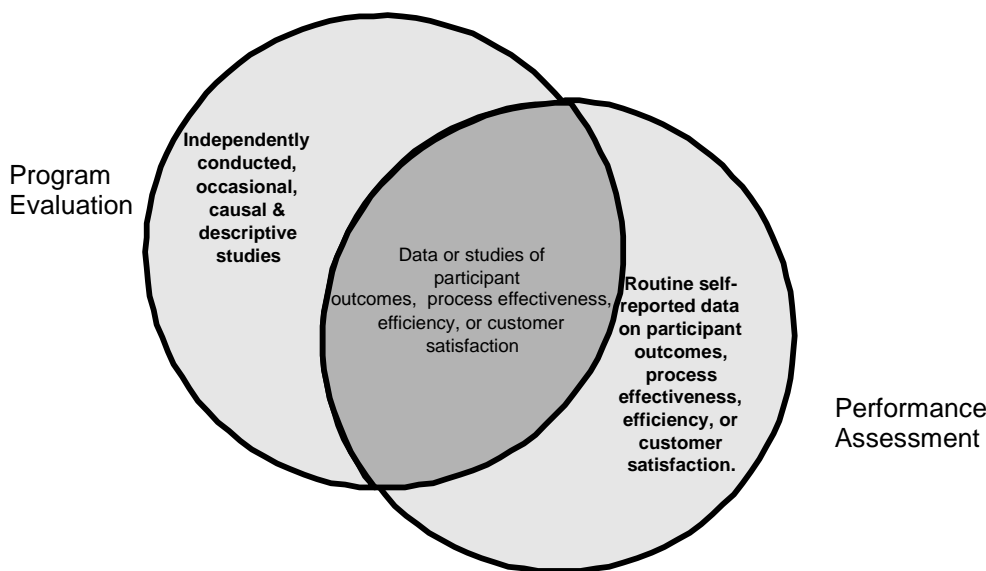 Program
Evaluation
Independently
conducted,
occasional,
causal &
descriptive
studies
Data or studies of
participant
outcomes, process effectiveness,
efficiency, or customer
satisfaction
Routine self-
reported data
on participant
outcomes,
process
effectiveness,
efficiency, or
customer
satisfaction.
Performance
Assessment